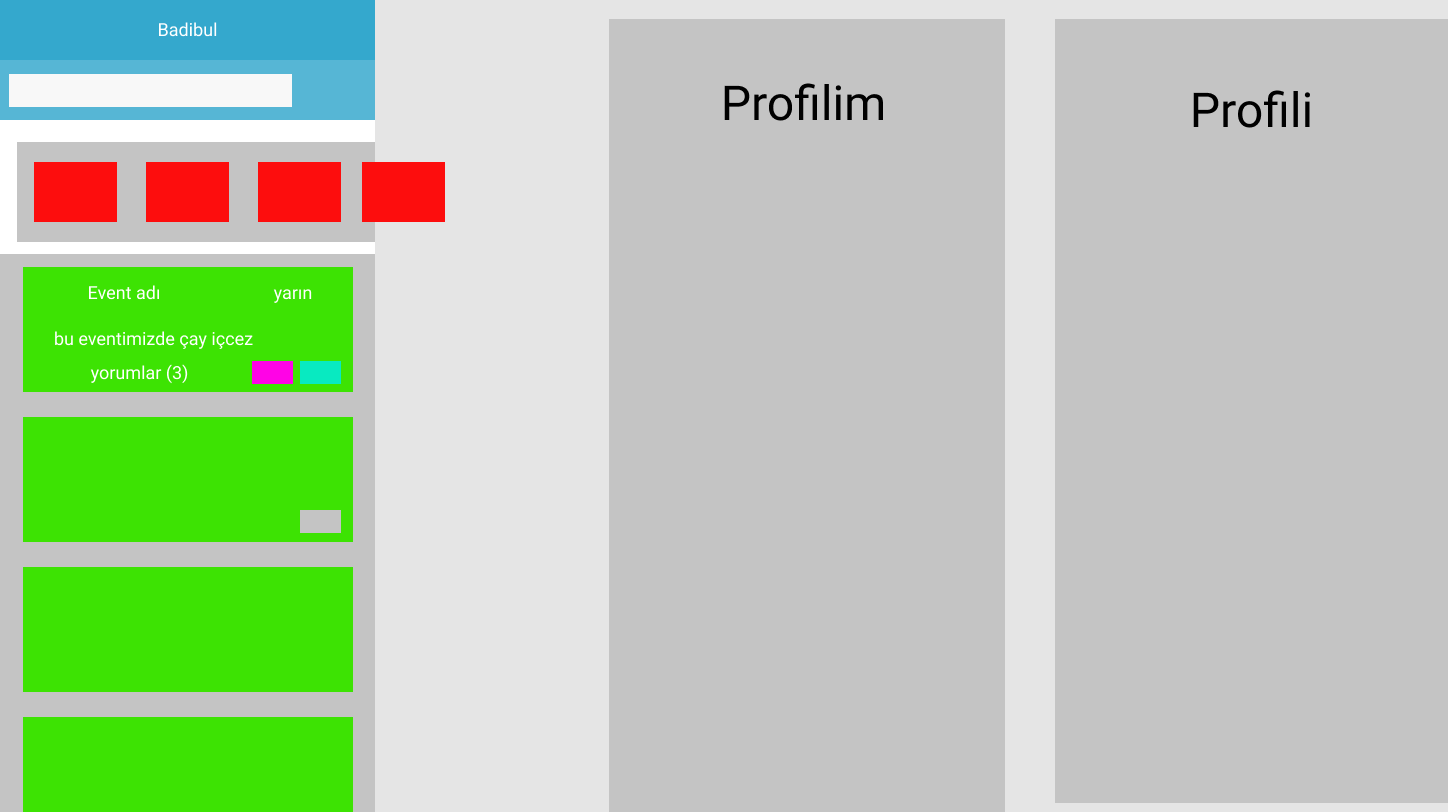 Badibul
Event adı
yarın
bu eventimizde çay içcez
yorumlar (3)
Profilim
Profili